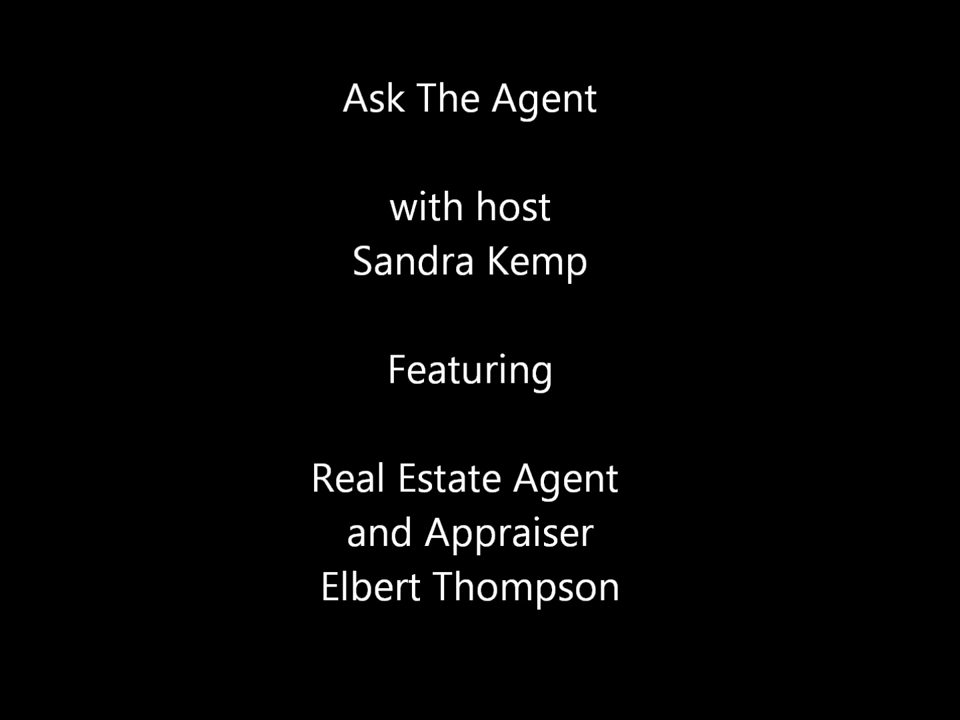 Ask The Agent
with host
Sandra Kemp
Featuring
Real Estate Agent
and Appraiser
Elbert Thompson